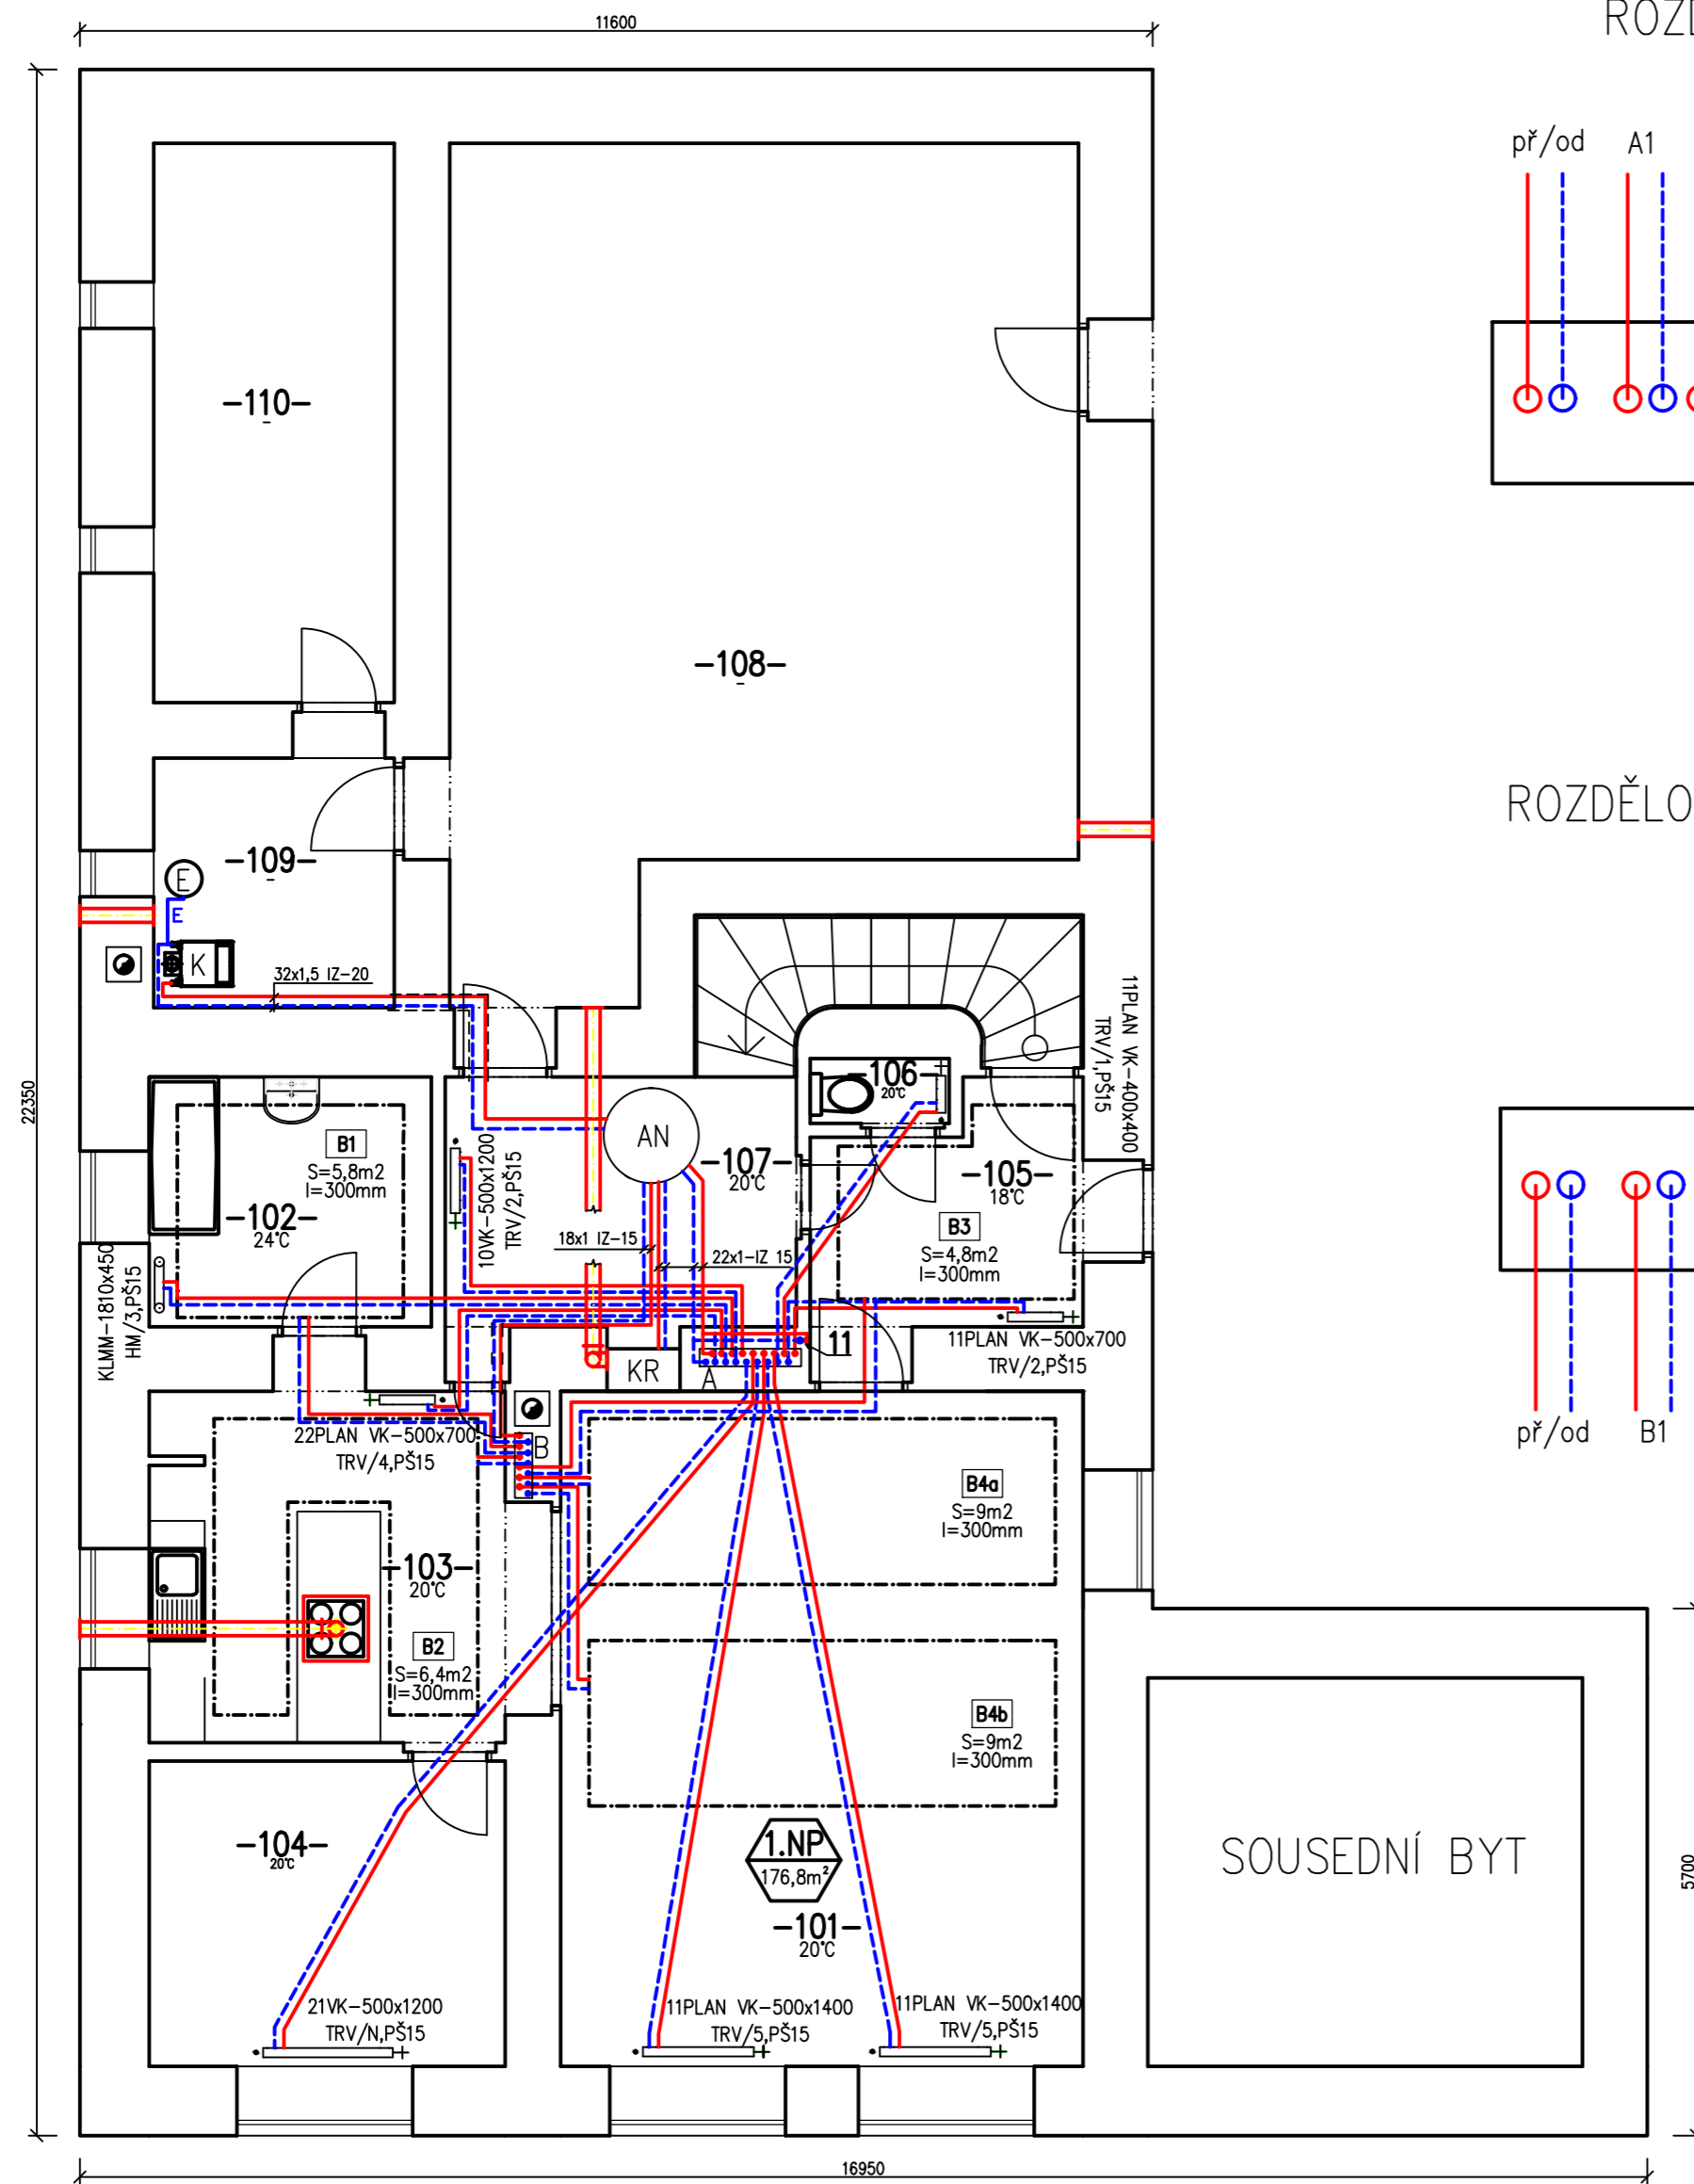 11600
ROZD
př/od A1
-110-
-108-
22350
-109-
E
E
K
32x1,5 IZ-20
ROZDĚLO
11PLAN VK-400x400
TRV/1,PŠ15
-106-
20°C
AN
-107-
20°C
-105-
18°C
B1
S=5,8m2
l=300mm
-102-
24°C
10VK-500x1200
TRV/2,PŠ15
B3
S=4,8m2
l=300mm
18x1 IZ-15
22x1-IZ 15
KLMM-1810x450
HM/3,PŠ15
11PLAN VK-500x700
TRV/2,PŠ15
11
KR
A
př/od B1
22PLAN VK-500x700
TRV/4,PŠ15
B
B4a
S=9m2
l=300mm
-103-
20°C
B2
S=6,4m2
l=300mm
B4b
S=9m2
l=300mm
-104-
20°C
1.NP
176,8m²
-101-
20°C
SOUSEDNÍ BYT
5700
21VK-500x1200
TRV/N,PŠ15
11PLAN VK-500x1400
TRV/5,PŠ15
11PLAN VK-500x1400
TRV/5,PŠ15
16950